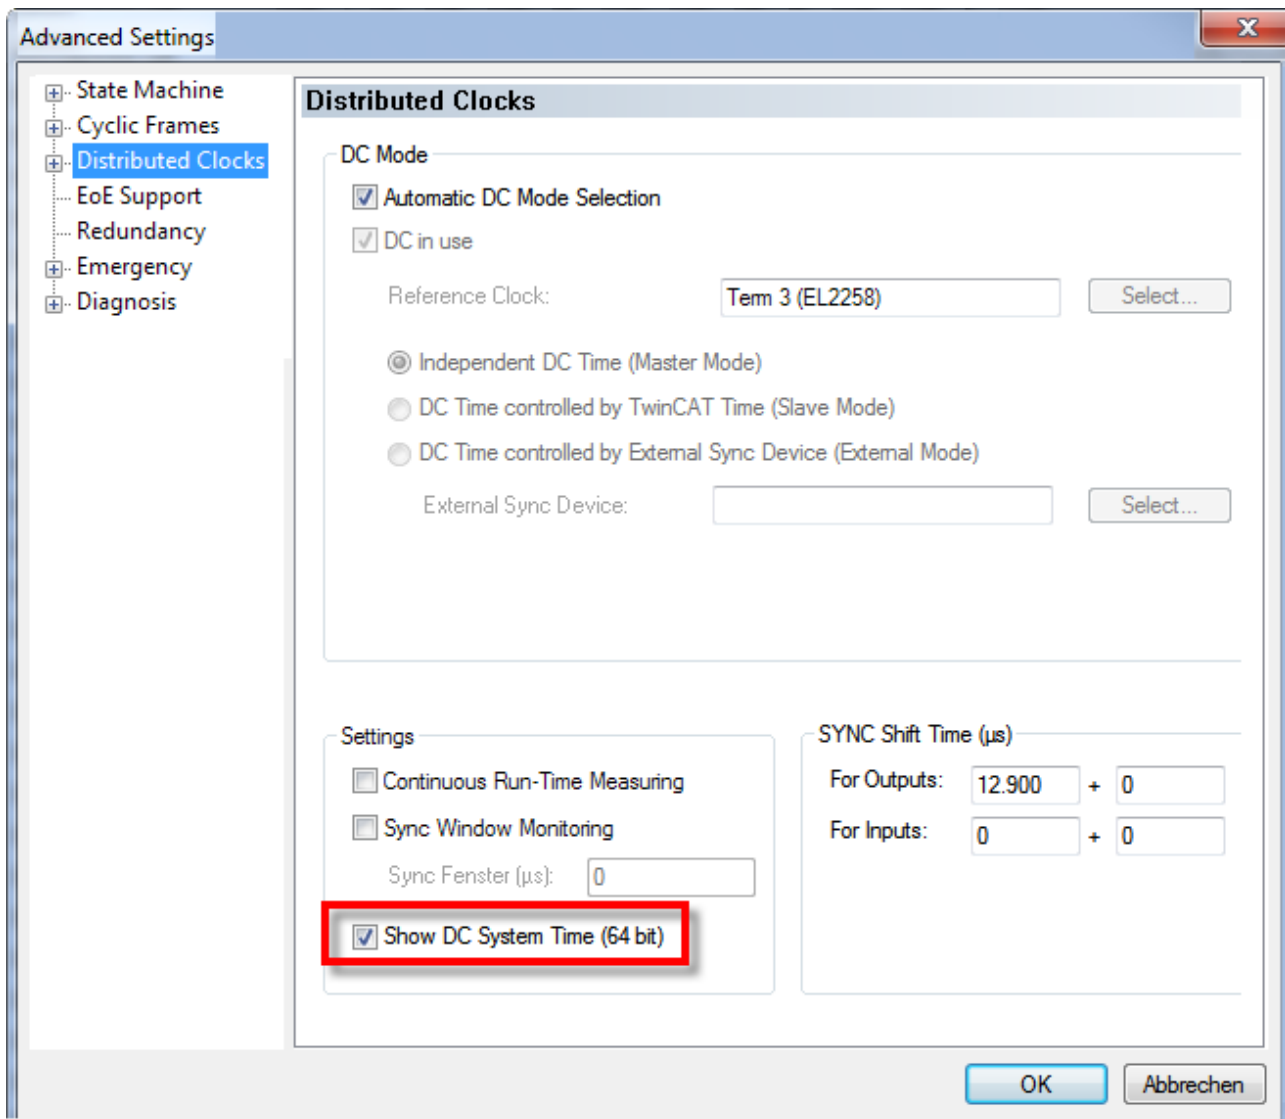 Advanced Settings
State Machine
Cyclic Frames
Distributed Clocks
EoE Support
Redundancy
Emergency
Diagnosis
Distributed Clocks
DC Mode
Automatic DC Mode Selection
DC in use
Reference Clock: Term 3 (EL2258) Select...
Independent DC Time (Master Mode)
DC Time controlled by TwinCAT Time (Slave Mode)
DC Time controlled by External Sync Device (External Mode)
External Sync Device: Select...
Settings
Continuous Run-Time Measuring
Sync Window Monitoring
Sync Fenster (µs): 0
Show DC System Time (64 bit)
SYNC Shift Time (µs)
For Outputs: 12.900 + 0
For Inputs: 0 + 0
OK Abbrechen